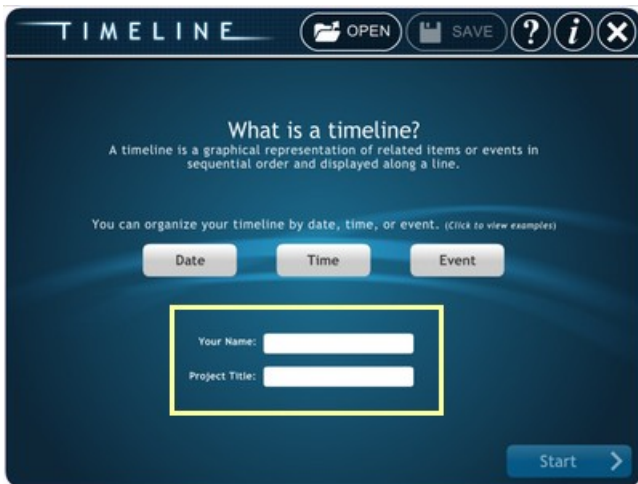 TIMELINE OPEN SAVE ? i X
What is a timeline?
A timeline is a graphical representation of related items or events in
sequential order and displayed along a line.
You can organize your timeline by date, time, or event. (Click to view examples)
Date Time Event
Your Name:
Project Title:
Start